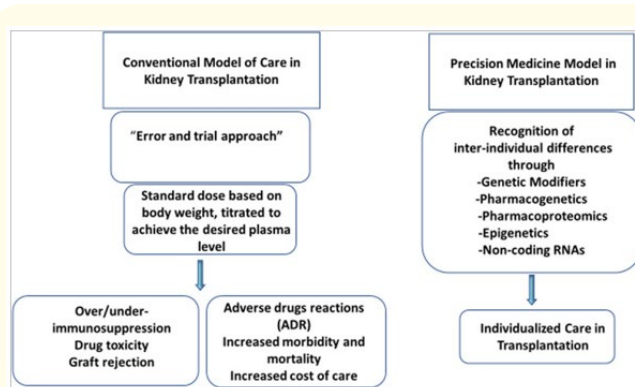 Conventional Model of Care in
Kidney Transplantation
“Error and trial approach”
Standard dose based on
body weight, titrated to
achieve the desired plasma
level
Over/under-
immunosuppression
Drug toxicity
Graft rejection
Adverse drugs reactions
(ADR)
Increased morbidity and
mortality
Increased cost of care
Precision Medicine Model in
Kidney Transplantation
Recognition of
inter-individual differences
through
-Genetic Modifiers
-Pharmacogenetics
-Pharmacoproteomics
-Epigenetics
-Non-coding RNAs
Individualized Care in
Transplantation